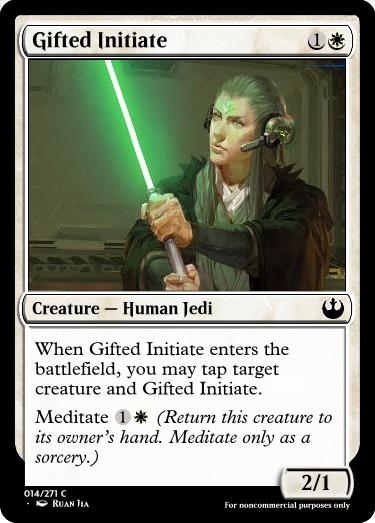 Gifted Initiate 1
Creature — Human Jedi
When Gifted Initiate enters the
battlefield, you may tap target
creature and Gifted Initiate.
Meditate 1 (Return this creature to
its owner's hand. Meditate only as a
sorcery.)
2/1
014/271 C
· Ruan Jia
For noncommercial purposes only